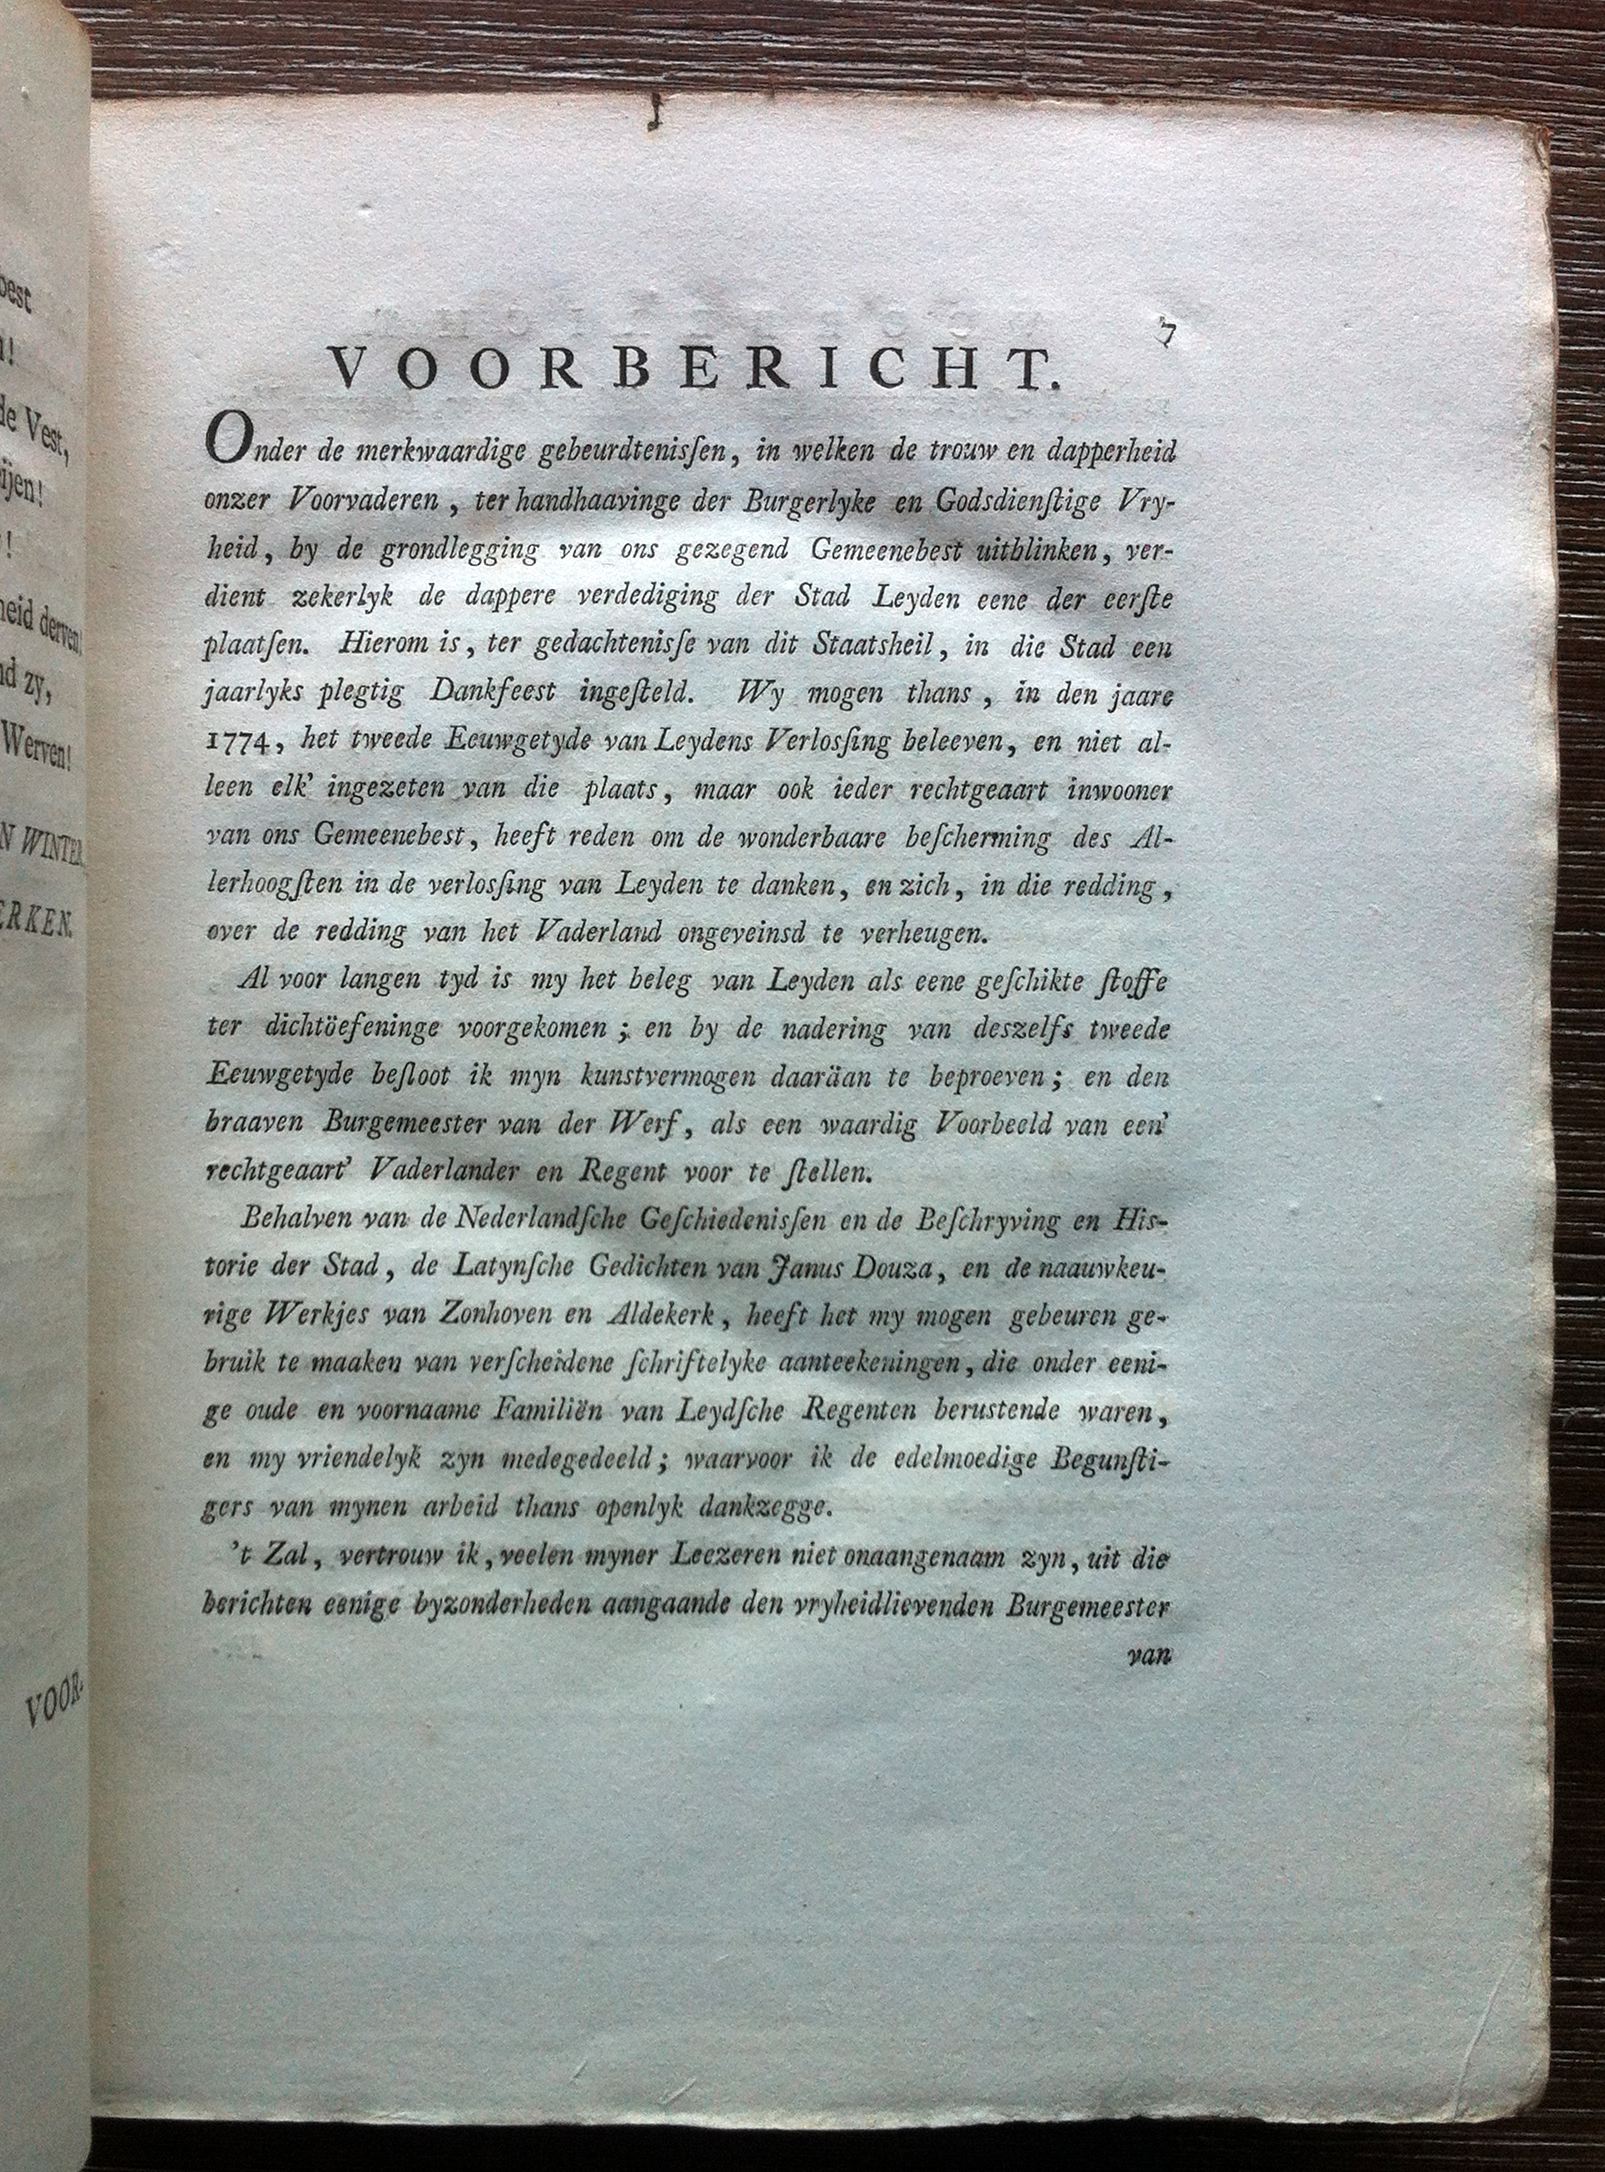 best
!
de Vest,
ijen!
!
heid derven!
nd zy,
Werven!
N WINTER
ERKEN.
VOOR-
VOORBERICHT.
Onder de merkwaardige gebeurdtenisſen, in welken de trouw en dapperheid
onzer Voorvaderen, ter handhaavinge der Burgerlyke en Godsdienſtige Vry-
heid, by de grondlegging van ons gezegend Gemeenebest uitblinken, ver-
dient zekerlyk de dappere verdediging der Stad Leyden eene der eerſte
plaatſen. Hierom is, ter gedachtenisſe van dit Staatsheil, in die Stad een
jaarlyks plegtig Dankfeest ingeſteld. Wy mogen thans, in den jaare
1774, het tweede Eeuwgetyde van Leydens Verlosſing beleeven, en niet al-
leen elk' ingezeten van die plaats, maar ook ieder rechtgeaart inwooner
van ons Gemeenebest, heeft reden om de wonderbaare beſcherming des Al-
lerhoogſten in de verlosſing van Leyden te danken, en zich, in die redding,
over de redding van het Vaderland ongeveinsd te verheugen.
Al voor langen tyd is my het beleg van Leyden als eene geſchikte ſtoffe
ter dichtöefeninge voorgekomen; en by de nadering van deszelfs tweede
Eeuwgetyde beſloot ik myn kunstvermogen daaräan te beproeven; en den
braaven Burgemeester van der Werf, als een waardig Voorbeeld van een'
rechtgeaart' Vaderlander en Regent voor te ſtellen.
Behalven van de Nederlandſche Geſchiedenisſen en de Beſchryving en His-
torie der Stad, de Latynſche Gedichten van Janus Douza, en de naauwkeu-
rige Werkjes van Zonhoven en Aldekerk, heeft het my mogen gebeuren ge-
bruik te maaken van verſcheidene ſchriftelyke aanteekeningen, die onder eeni-
ge oude en voornaame Familiën van Leydſche Regenten berustende waren,
en my vriendelyk zyn medegedeeld; waarvoor ik de edelmoedige Begunſti-
gers van mynen arbeid thans openlyk dankzegge.
't Zal, vertrouw ik, veelen myner Leezeren niet onaangenaam zyn, uit die
berichten eenige byzonderheden aangaande den vryheidlievenden Burgemeester
van